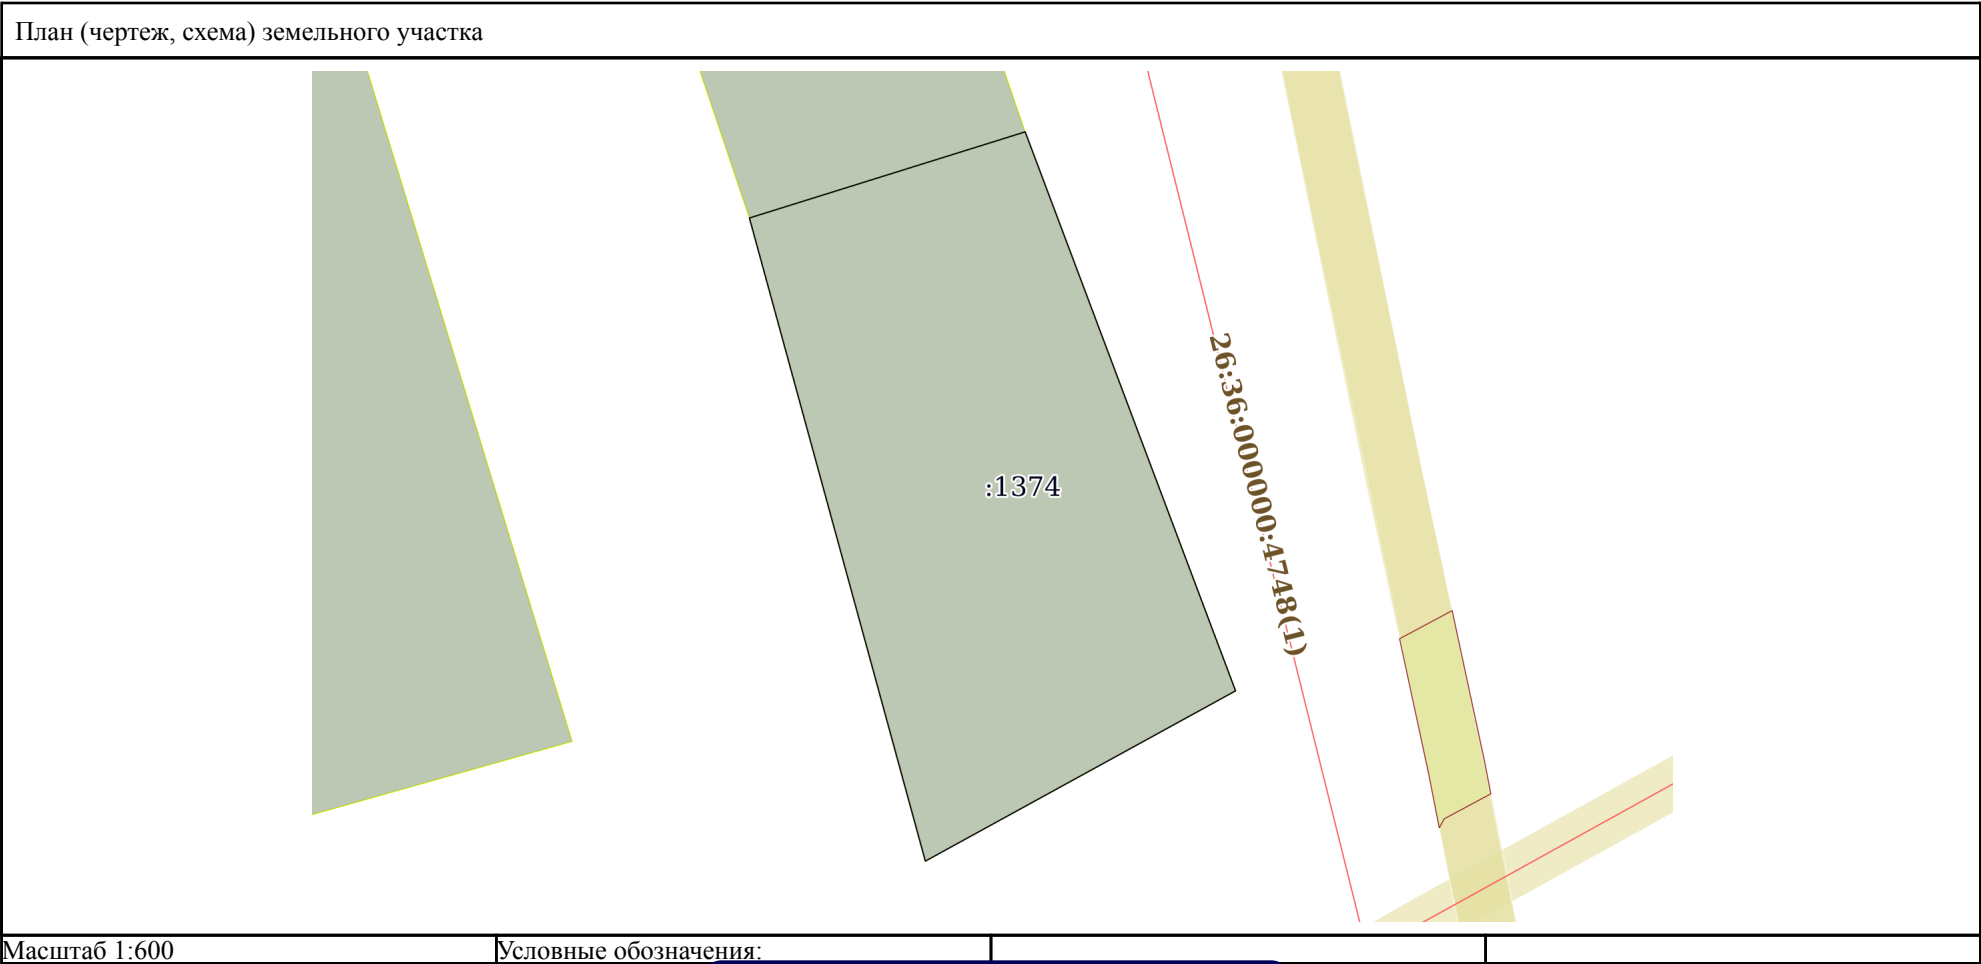 План (чертеж, схема) земельного участка
26:36:000000:4748(1)
:1374
Масштаб 1:600
Условные обозначения: